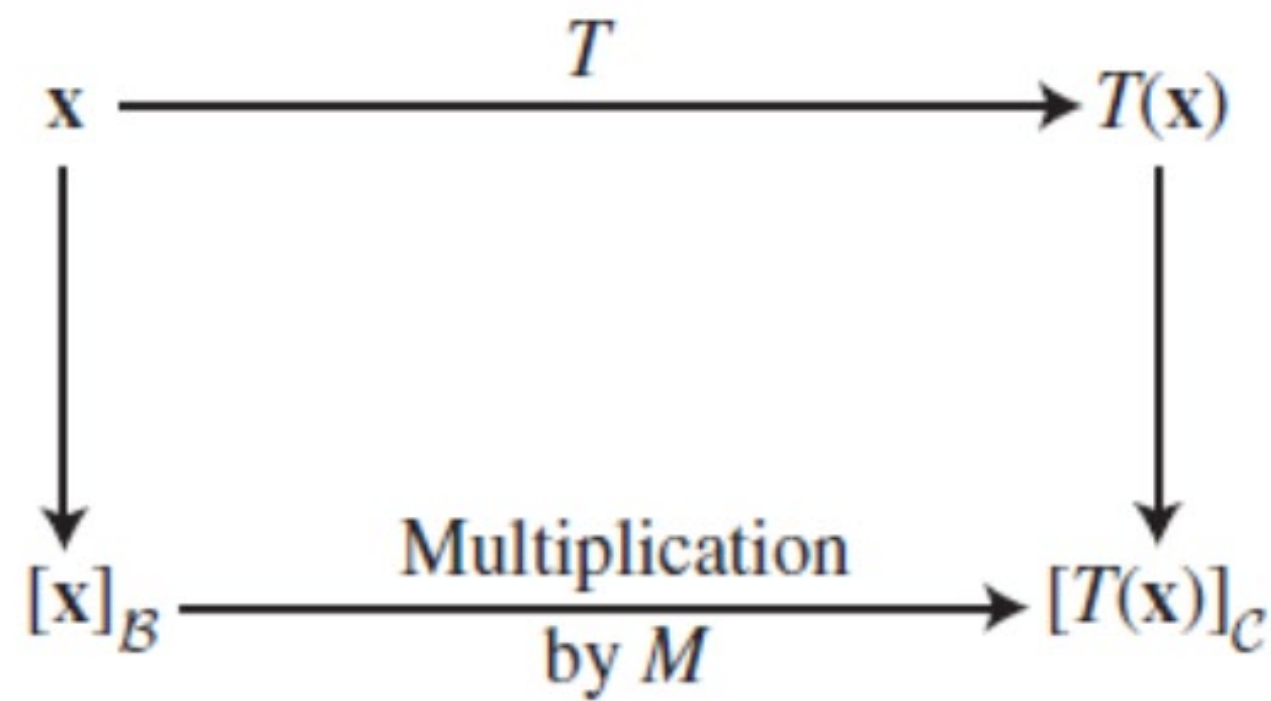 T
x
T(x)
Multiplication
[x]_B
[T(x)]_C
by M